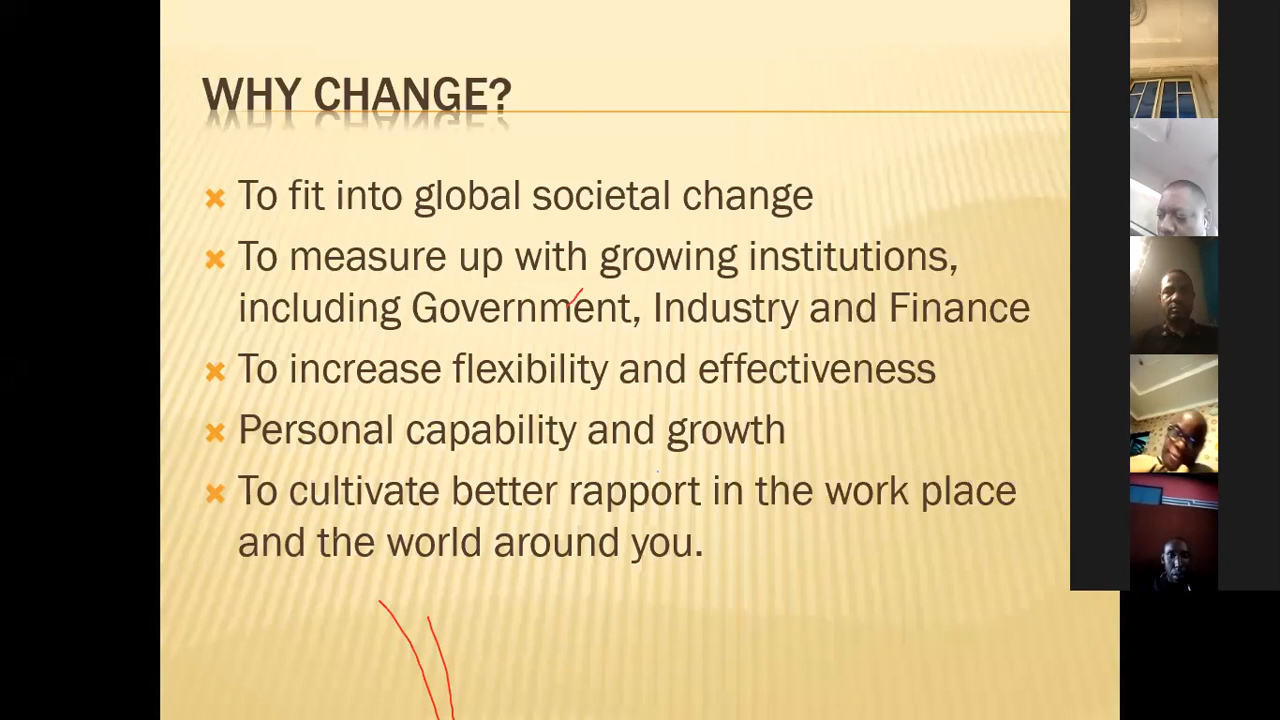 WHY CHANGE?
To fit into global societal change
To measure up with growing institutions,
including Government, Industry and Finance
To increase flexibility and effectiveness
Personal capability and growth
To cultivate better rapport in the work place
and the world around you.